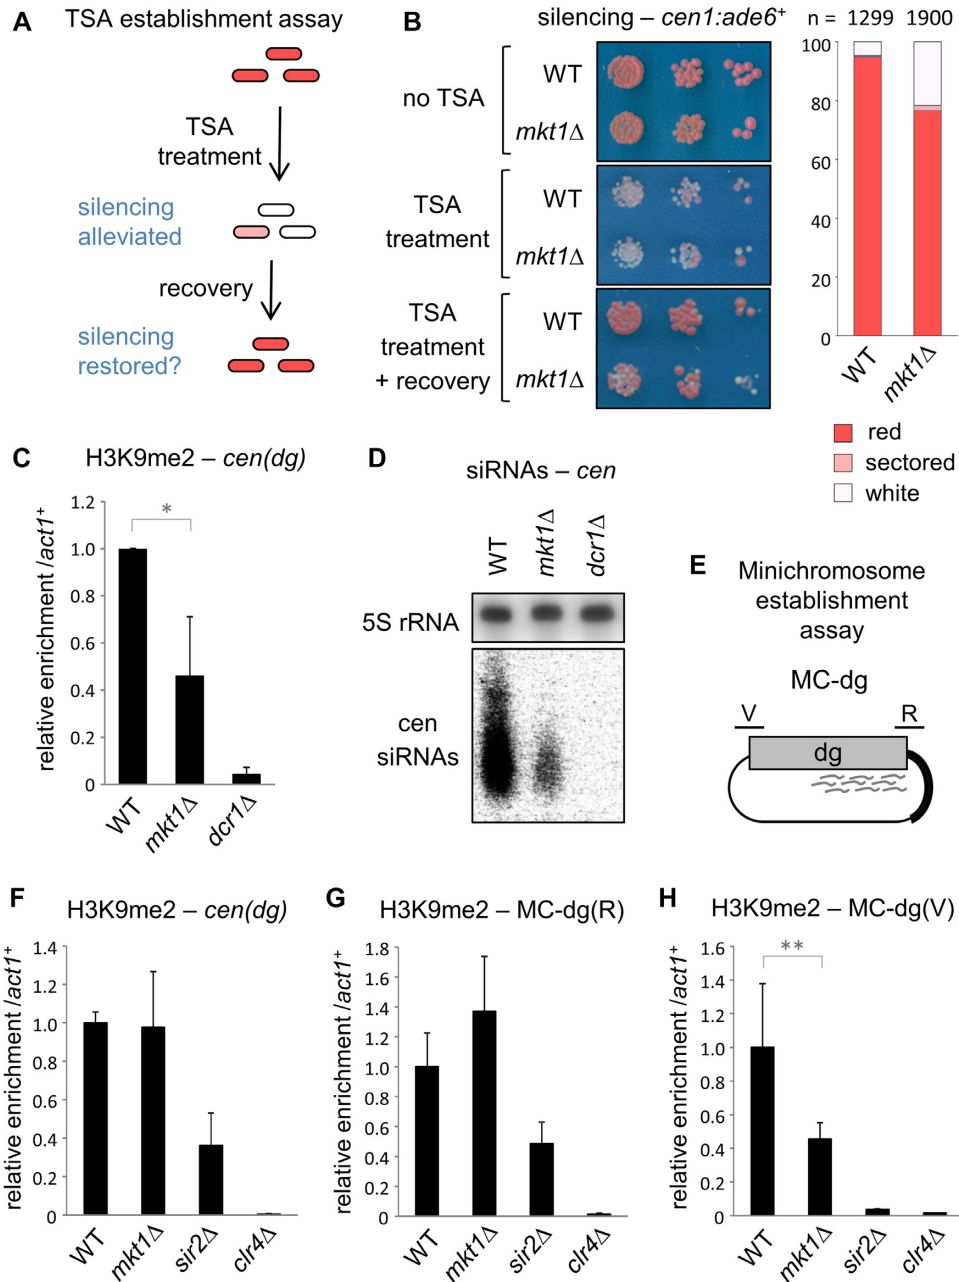 A TSA establishment assay
TSA
treatment
silencing
alleviated
recovery
silencing
restored?
B silencing – cen1:ade6+
n = 1299 1900
no TSA
WT
mkt1Δ
TSA
treatment
WT
mkt1Δ
TSA
treatment
+ recovery
WT
mkt1Δ
100
80
60
40
20
0
WT
mkt1Δ
red
sectored
white
C H3K9me2 – cen(dg)
relative enrichment /act1+
1.2
1.0
0.8
0.6
0.4
0.2
0
*
WT
mkt1Δ
dcr1Δ
D siRNAs – cen
WT
mkt1Δ
dcr1Δ
5S rRNA
cen
siRNAs
E Minichromosome
establishment
assay
MC-dg
V
R
dg
F H3K9me2 – cen(dg)
relative enrichment /act1+
1.4
1.2
1.0
0.8
0.6
0.4
0.2
0
WT
mkt1Δ
sir2Δ
clr4Δ
G H3K9me2 – MC-dg(R)
relative enrichment /act1+
1.8
1.6
1.4
1.2
1.0
0.8
0.6
0.4
0.2
0
WT
mkt1Δ
sir2Δ
clr4Δ
H H3K9me2 – MC-dg(V)
relative enrichment /act1+
1.6
1.4
1.2
1.0
0.8
0.6
0.4
0.2
0
**
WT
mkt1Δ
sir2Δ
clr4Δ